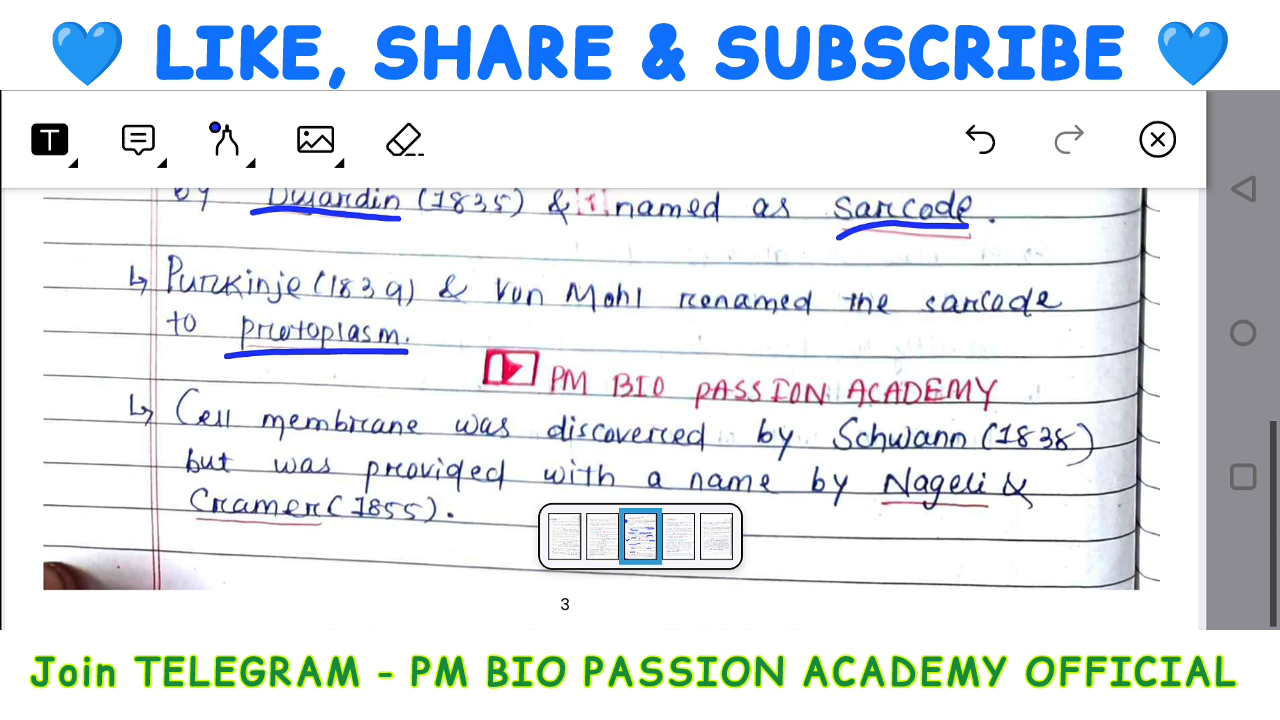 LIKE, SHARE & SUBSCRIBE
T
by Dujardin (1835) & named as sarcode.
↳ Purkinje (1839) & Von Mohl renamed the sarcode
to protoplasm.
PM BIO PASSION ACADEMY
↳ Cell membrane was discovered by Schwann (1838)
but was provided with a name by Nageli &
Cramer (1855).
3
Join TELEGRAM - PM BIO PASSION ACADEMY OFFICIAL